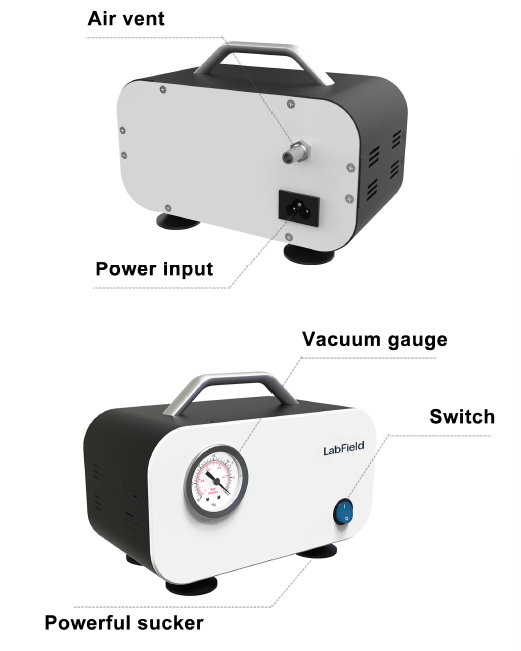 Air vent
Power input
Vacuum gauge
Switch
LabField
Powerful sucker